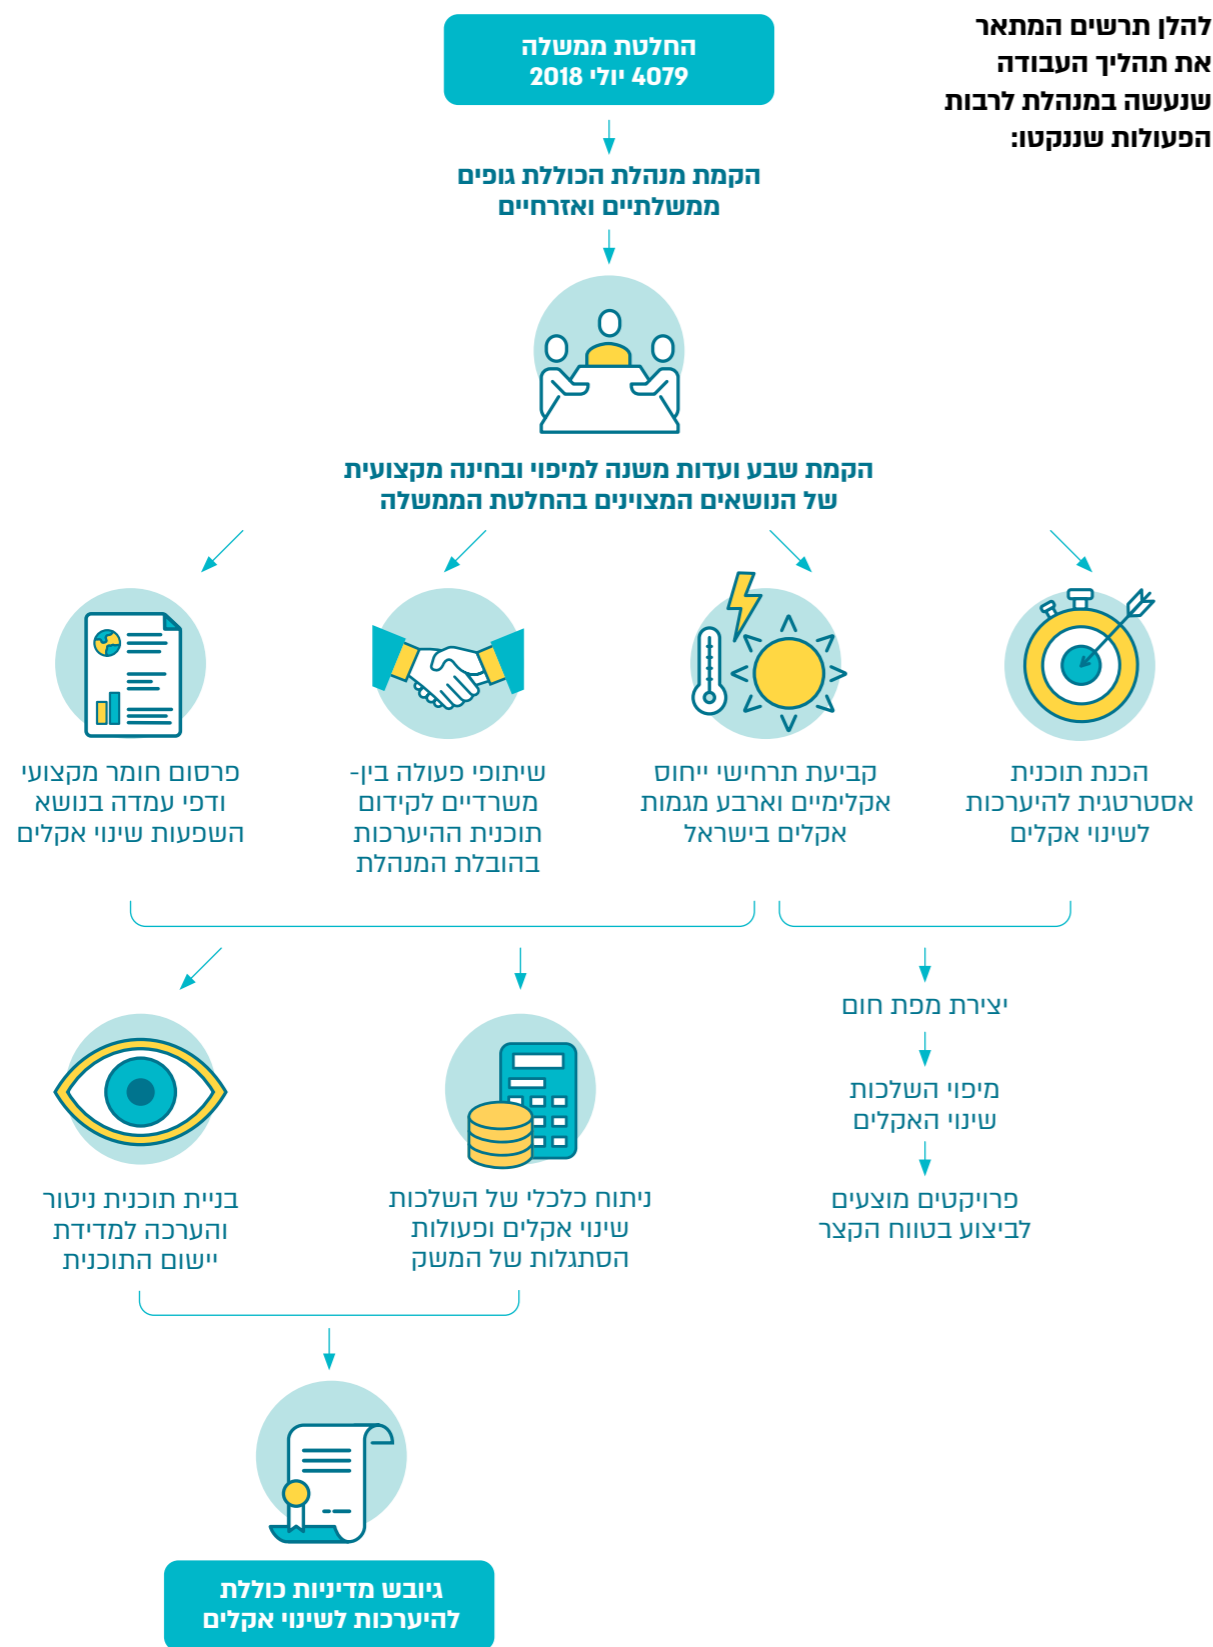 להלן תרשים המתאר
את תהליך העבודה
שנעשה במנהלת לרבות
הפעולות שננקטו:
החלטת ממשלה
4079 יולי 2018
הקמת מנהלת הכוללת גופים
ממשלתיים ואזרחיים
הקמת שבע ועדות משנה למיפוי ובחינה מקצועית
של הנושאים המצוינים בהחלטת הממשלה
הכנת תוכנית
אסטרטגית להיערכות
לשינוי אקלים
קביעת תרחישי ייחוס
אקלימיים וארבע מגמות
אקלים בישראל
שיתופי פעולה בין-
משרדיים לקידום
תוכנית ההיערכות
בהובלת המנהלת
פרסום חומר מקצועי
ודפי עמדה בנושא
השפעות שינוי אקלים
יצירת מפת חום
מיפוי השלכות
שינוי האקלים
פרויקטים מוצעים
לביצוע בטווח הקצר
ניתוח כלכלי של השלכות
שינוי אקלים ופעולות
הסתגלות של המשק
בניית תוכנית ניטור
והערכה למדידת
יישום התוכנית
גיובש מדיניות כוללת
להיערכות לשינוי אקלים